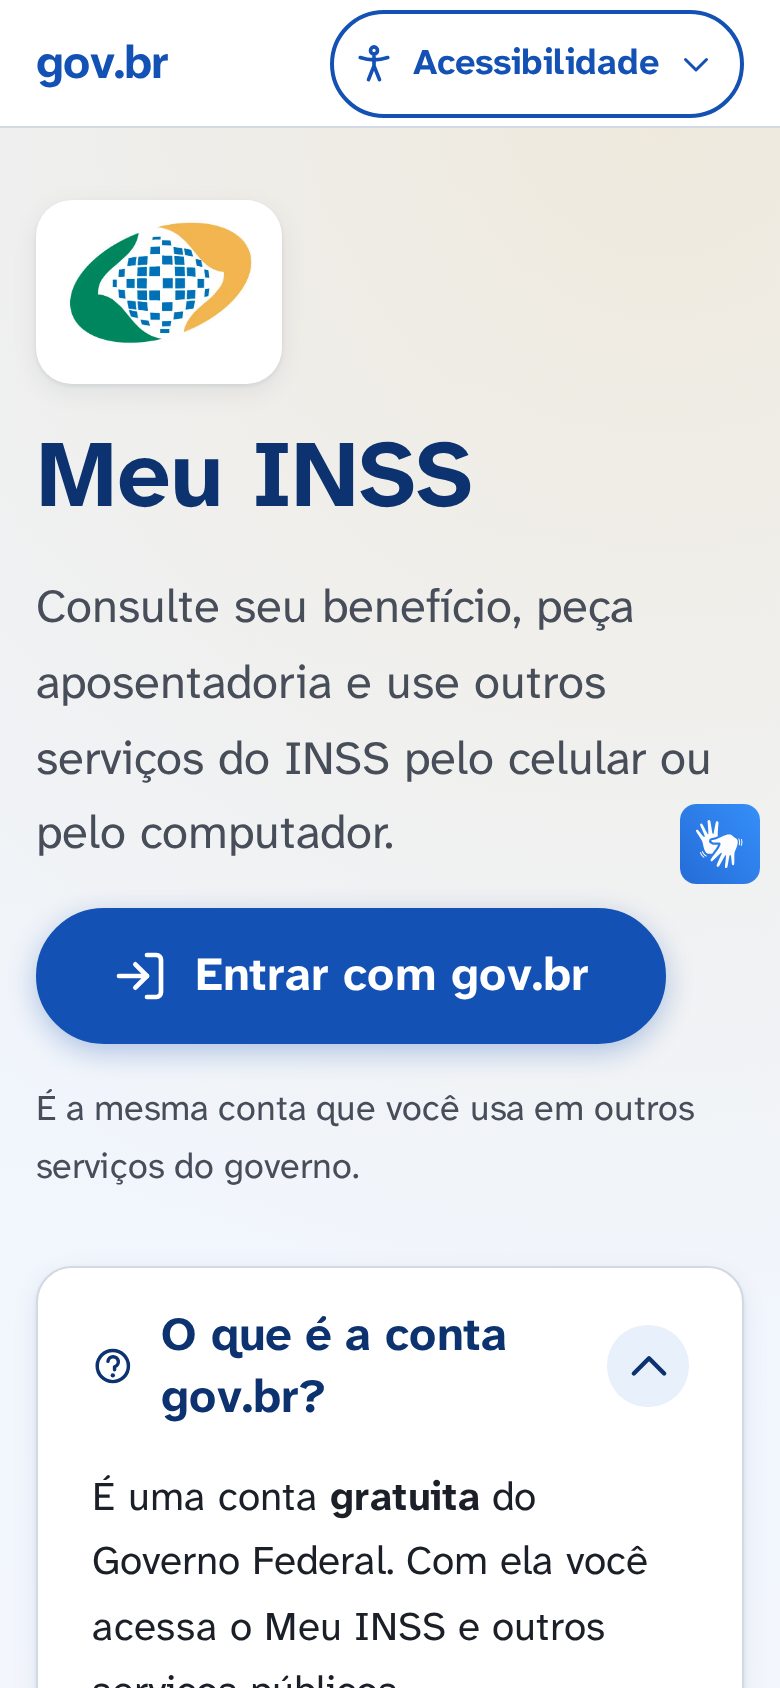 gov.br
Acessibilidade
Meu INSS
Consulte seu benefício, peça
aposentadoria e use outros
serviços do INSS pelo celular ou
pelo computador.
Entrar com gov.br
É a mesma conta que você usa em outros
serviços do governo.
O que é a conta
gov.br?
É uma conta gratuita do
Governo Federal. Com ela você
acessa o Meu INSS e outros
serviços públicos.